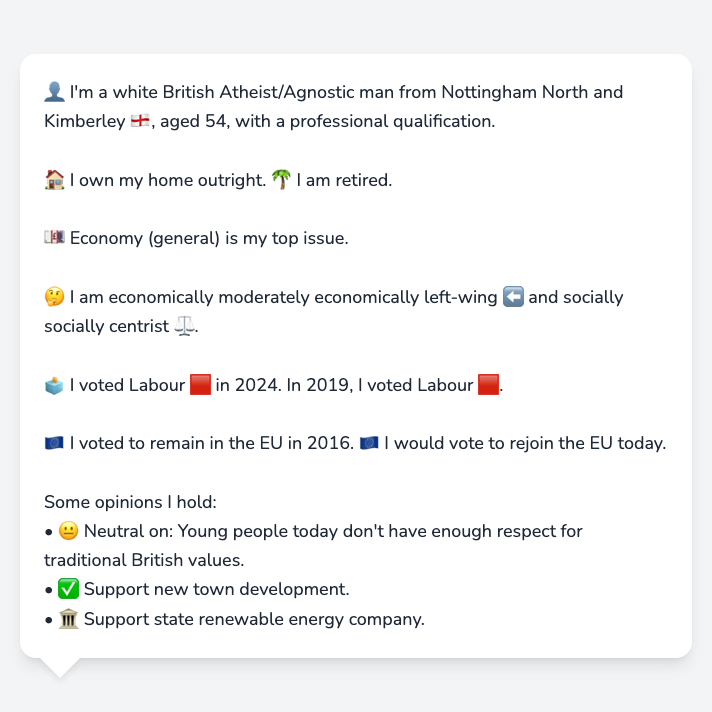 👤 I'm a white British Atheist/Agnostic man from Nottingham North and
Kimberley 🏴󠁧󠁢󠁥󠁮󠁧󠁿, aged 54, with a professional qualification.
🏠 I own my home outright. 🌴 I am retired.
💷 Economy (general) is my top issue.
🤔 I am economically moderately economically left-wing ⬅️ and socially
socially centrist ⚖️.
🗳️ I voted Labour 🟥 in 2024. In 2019, I voted Labour 🟥.
🇪🇺 I voted to remain in the EU in 2016. 🇪🇺 I would vote to rejoin the EU today.
Some opinions I hold:
• 😐 Neutral on: Young people today don't have enough respect for
traditional British values.
• ✅ Support new town development.
• 🏛️ Support state renewable energy company.